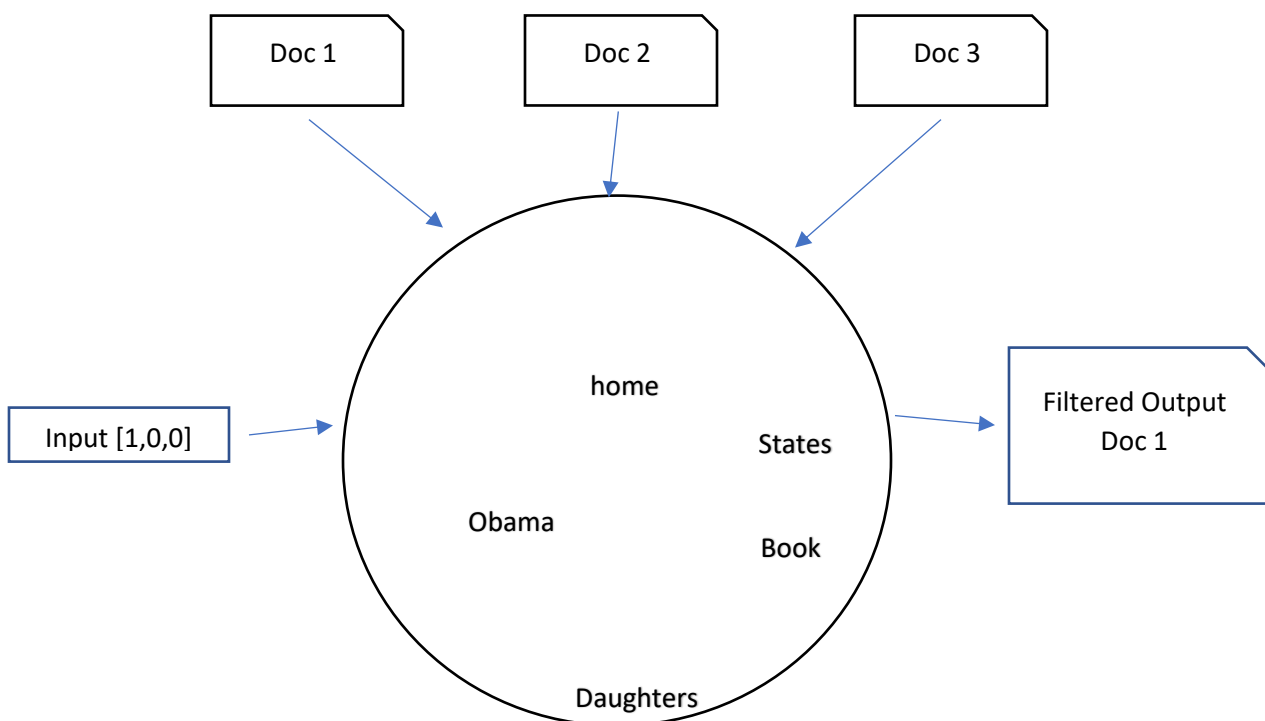 Doc 1
Doc 2
Doc 3
home
Input [1,0,0]
States
Filtered Output
Doc 1
Obama
Book
Daughters